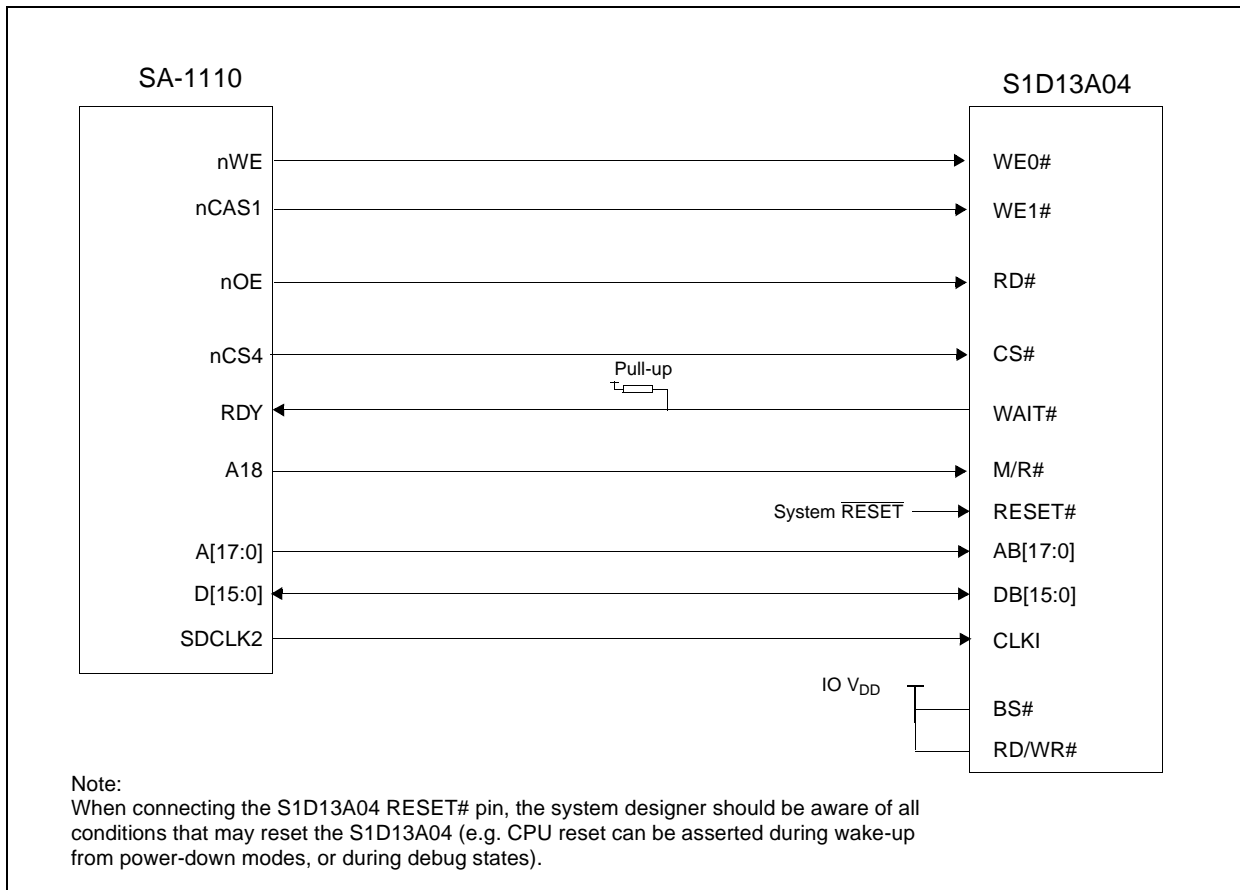 SA-1110
S1D13A04
nWE
WE0#
nCAS1
WE1#
nOE
RD#
nCS4
CS#
Pull-up
RDY
WAIT#
A18
M/R#
System RESET
RESET#
A[17:0]
AB[17:0]
D[15:0]
DB[15:0]
SDCLK2
CLKI
IO VDD
BS#
RD/WR#
Note:
When connecting the S1D13A04 RESET# pin, the system designer should be aware of all
conditions that may reset the S1D13A04 (e.g. CPU reset can be asserted during wake-up
from power-down modes, or during debug states).